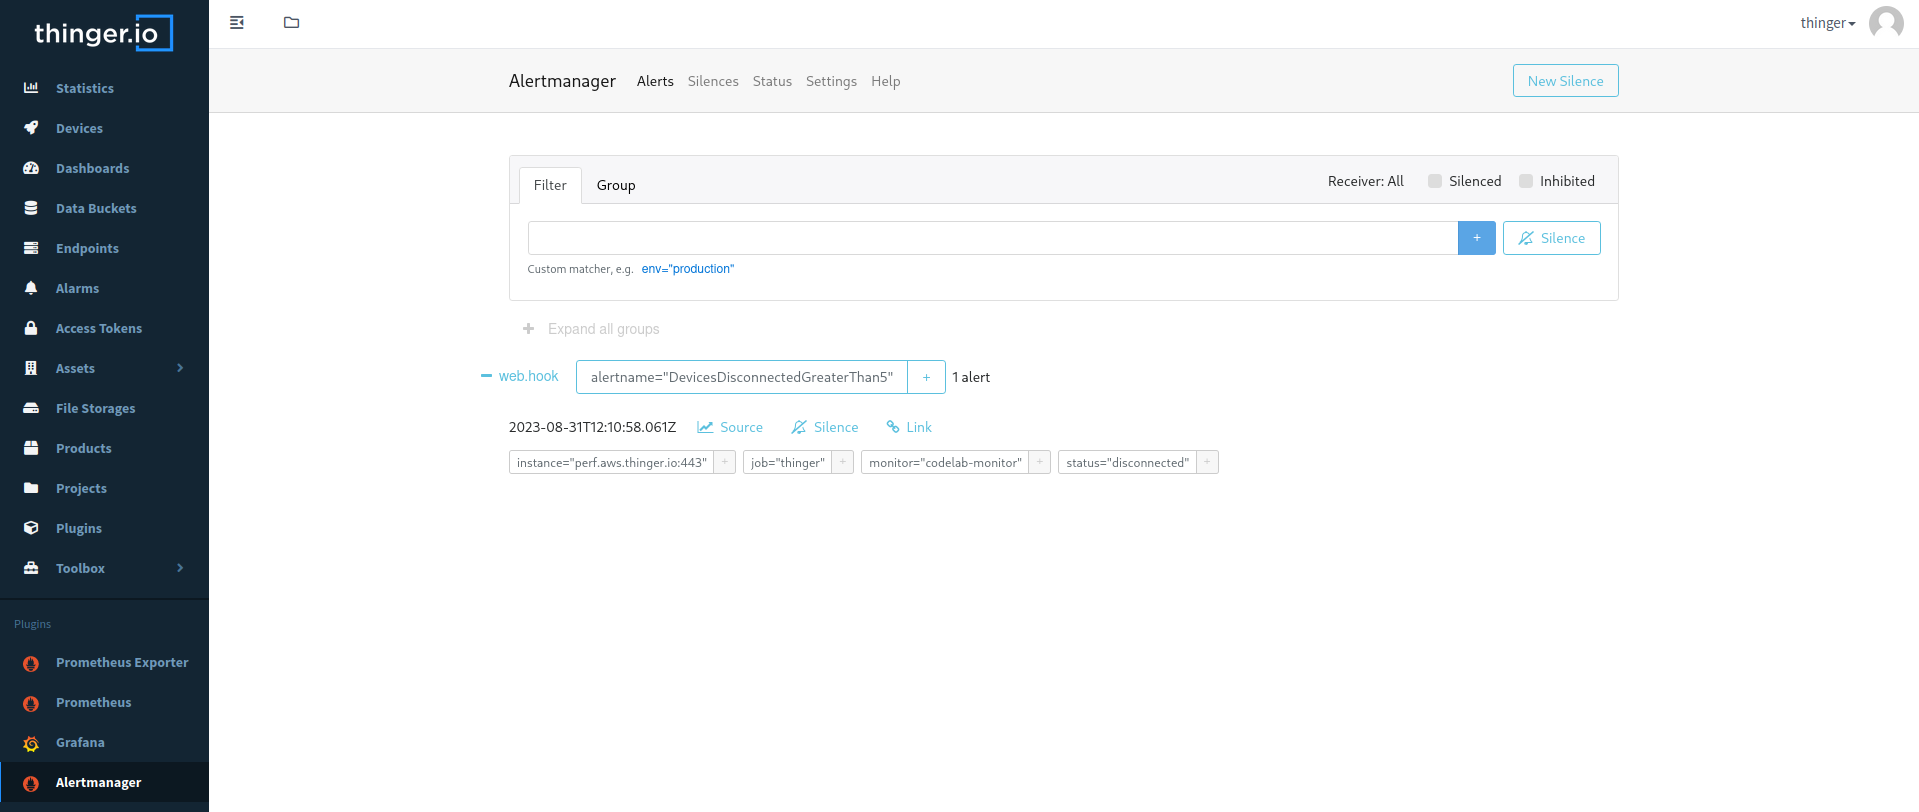 thinger.io
thinger
Statistics
Devices
Dashboards
Data Buckets
Endpoints
Alarms
Access Tokens
Assets
File Storages
Products
Projects
Plugins
Toolbox
Plugins
Prometheus Exporter
Prometheus
Grafana
Alertmanager
Alertmanager Alerts Silences Status Settings Help New Silence
Filter Group Receiver: All Silenced Inhibited
+ Silence
Custom matcher, e.g. env="production"
+ Expand all groups
web.hook alertname="DevicesDisconnectedGreaterThan5" + 1 alert
2023-08-31T12:10:58.061Z Source Silence Link
instance="perf.aws.thinger.io:443" + job="thinger" + monitor="codelab-monitor" + status="disconnected" +